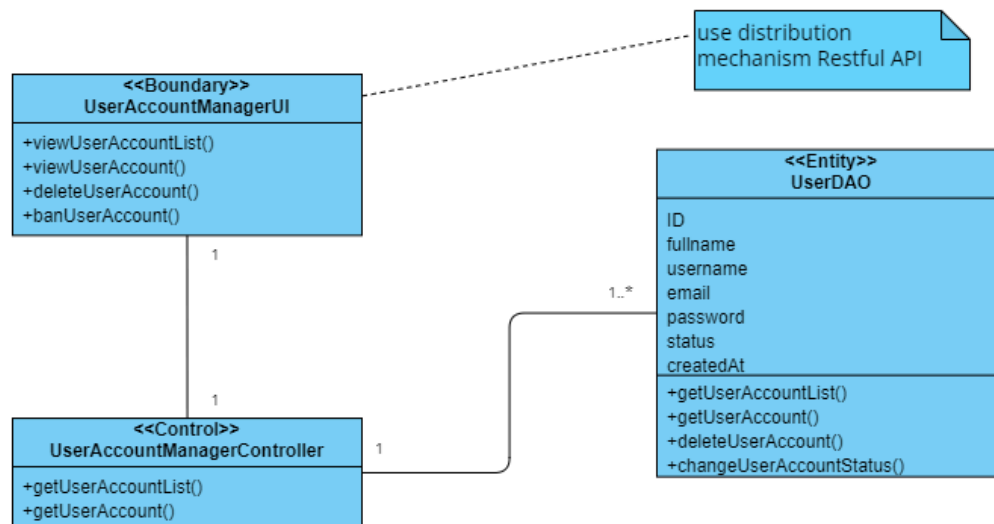 use distribution
mechanism Restful API
<<Boundary>>
UserAccountManagerUI
+viewUserAccountList()
+viewUserAccount()
+deleteUserAccount()
+banUserAccount()
1
<<Entity>>
UserDAO
ID
fullname
username
email
password
status
createdAt
+getUserAccountList()
+getUserAccount()
+deleteUserAccount()
+changeUserAccountStatus()
1..*
1
<<Control>>
UserAccountManagerController
1
+getUserAccountList()
+getUserAccount()